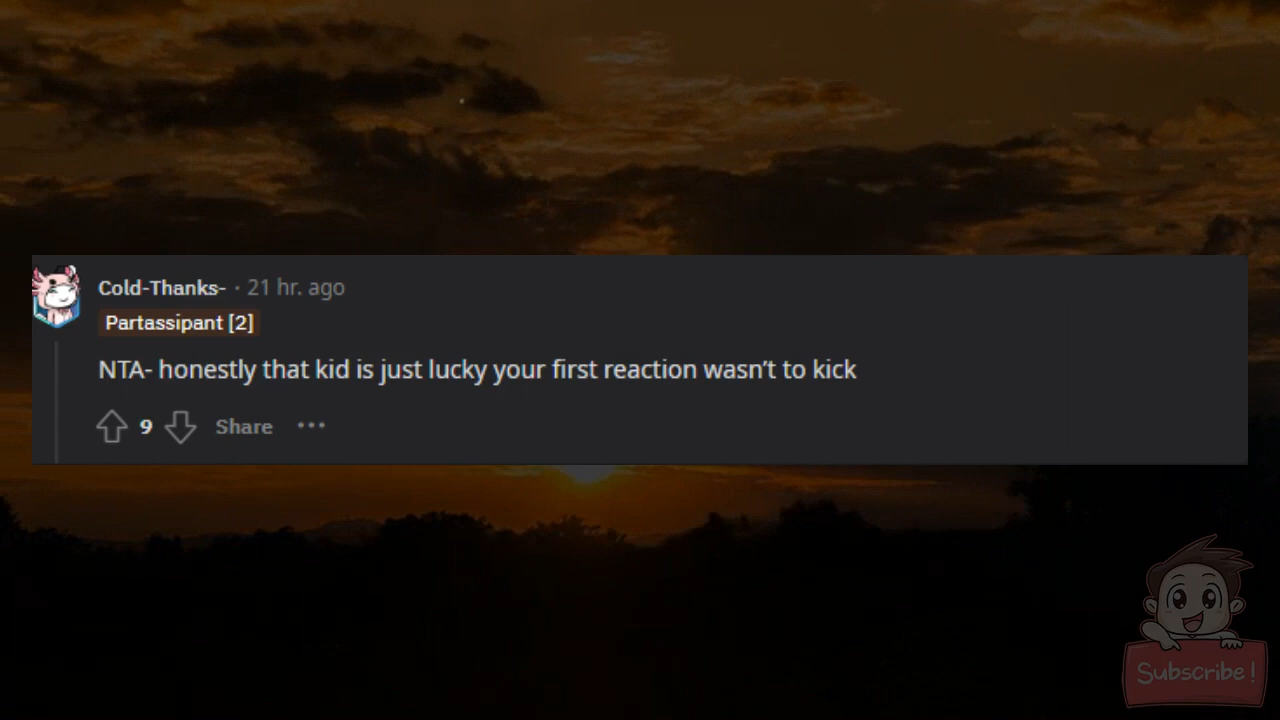 Cold-Thanks- · 21 hr. ago
Partassipant [2]
NTA- honestly that kid is just lucky your first reaction wasn’t to kick
9 Share ···
Subscribe!